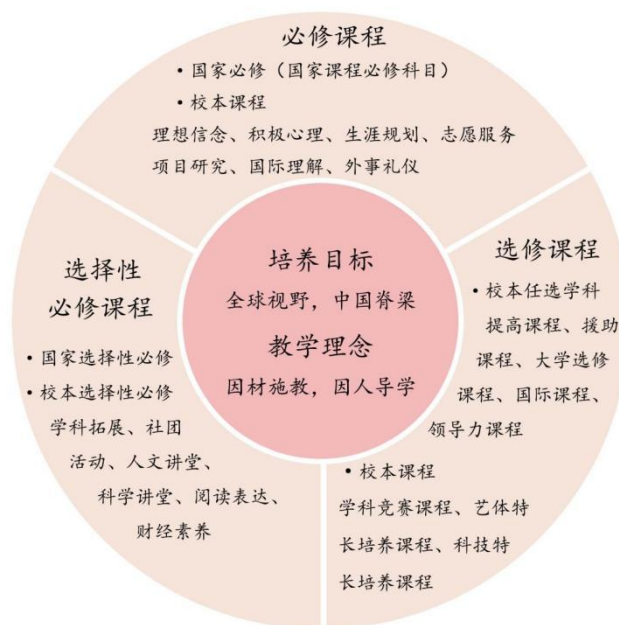 必修课程
• 国家必修（国家课程必修科目）
• 校本课程
理想信念、积极心理、生涯规划、志愿服务
项目研究、国际理解、外事礼仪
培养目标
全球视野，中国脊梁
教学理念
因材施教，因人导学
选择性
必修课程
• 国家选择性必修
• 校本选择性必修
学科拓展、社团
活动、人文讲堂、
科学讲堂、阅读表达、
财经素养
选修课程
• 校本任选学科
提高课程、援助
课程、大学选修
课程、国际课程、
领导力课程
• 校本课程
学科竞赛课程、艺体特
长培养课程、科技特
长培养课程